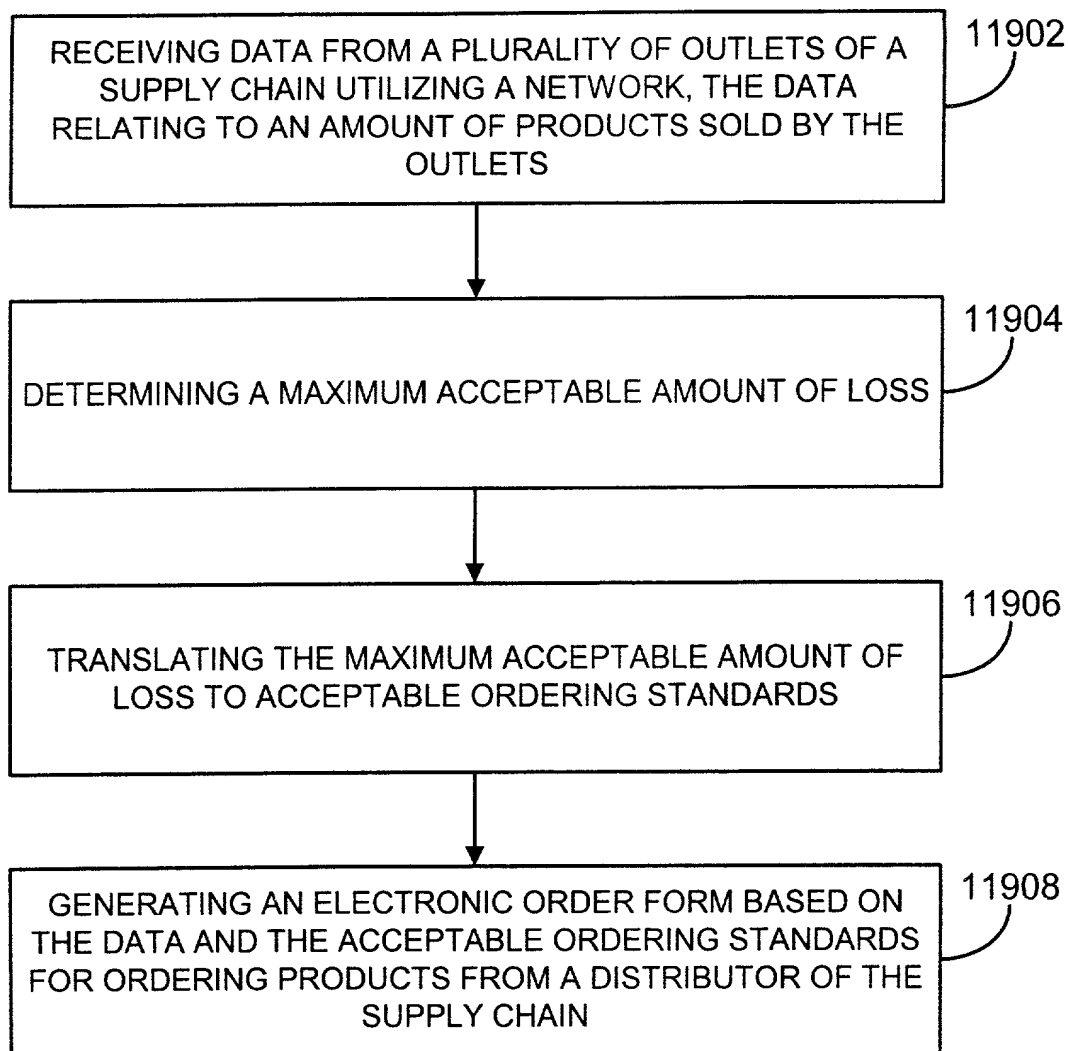 RECEIVING DATA FROM A PLURALITY OF OUTLETS OF A
SUPPLY CHAIN UTILIZING A NETWORK, THE DATA
RELATING TO AN AMOUNT OF PRODUCTS SOLD BY THE
OUTLETS
11902
DETERMINING A MAXIMUM ACCEPTABLE AMOUNT OF LOSS
11904
TRANSLATING THE MAXIMUM ACCEPTABLE AMOUNT OF
LOSS TO ACCEPTABLE ORDERING STANDARDS
11906
GENERATING AN ELECTRONIC ORDER FORM BASED ON
THE DATA AND THE ACCEPTABLE ORDERING STANDARDS
FOR ORDERING PRODUCTS FROM A DISTRIBUTOR OF THE
SUPPLY CHAIN
11908